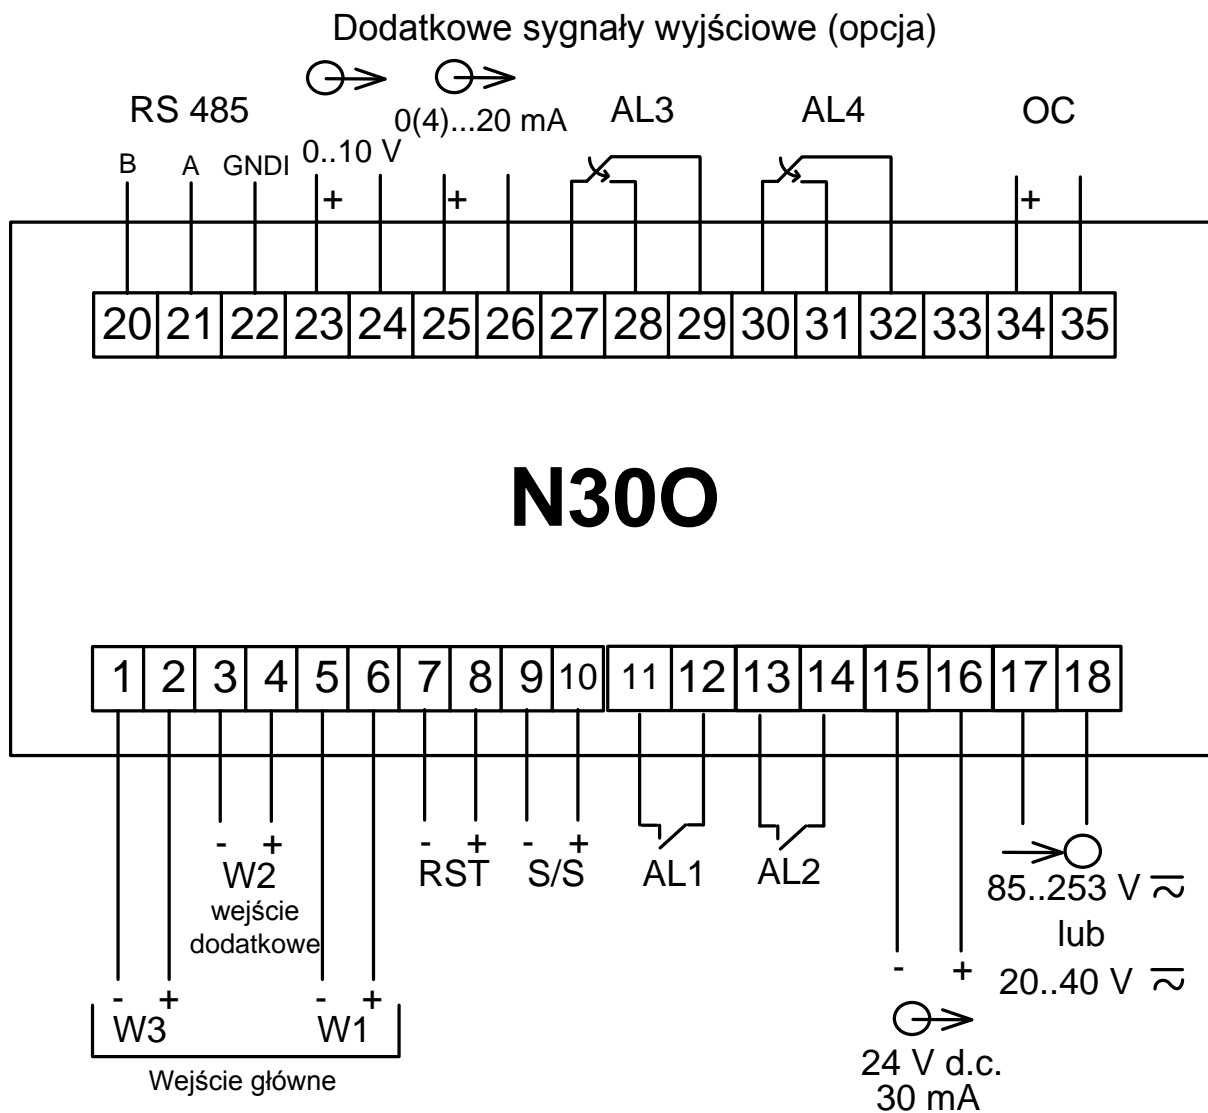 Dodatkowe sygnały wyjściowe (opcja)
RS 485
0(4)...20 mA
AL3
AL4
OC
B
A
GNDI
0..10 V
+
+
+
20 21 22 23 24 25 26 27 28 29 30 31 32 33 34 35
N30O
1 2 3 4 5 6 7 8 9 10 11 12 13 14 15 16 17 18
- +
W2
wejście
dodatkowe
- +
RST
- +
S/S
AL1
AL2
85..253 V
lub
20..40 V
- +
W3
- +
W1
Wejście główne
- +
24 V d.c.
30 mA